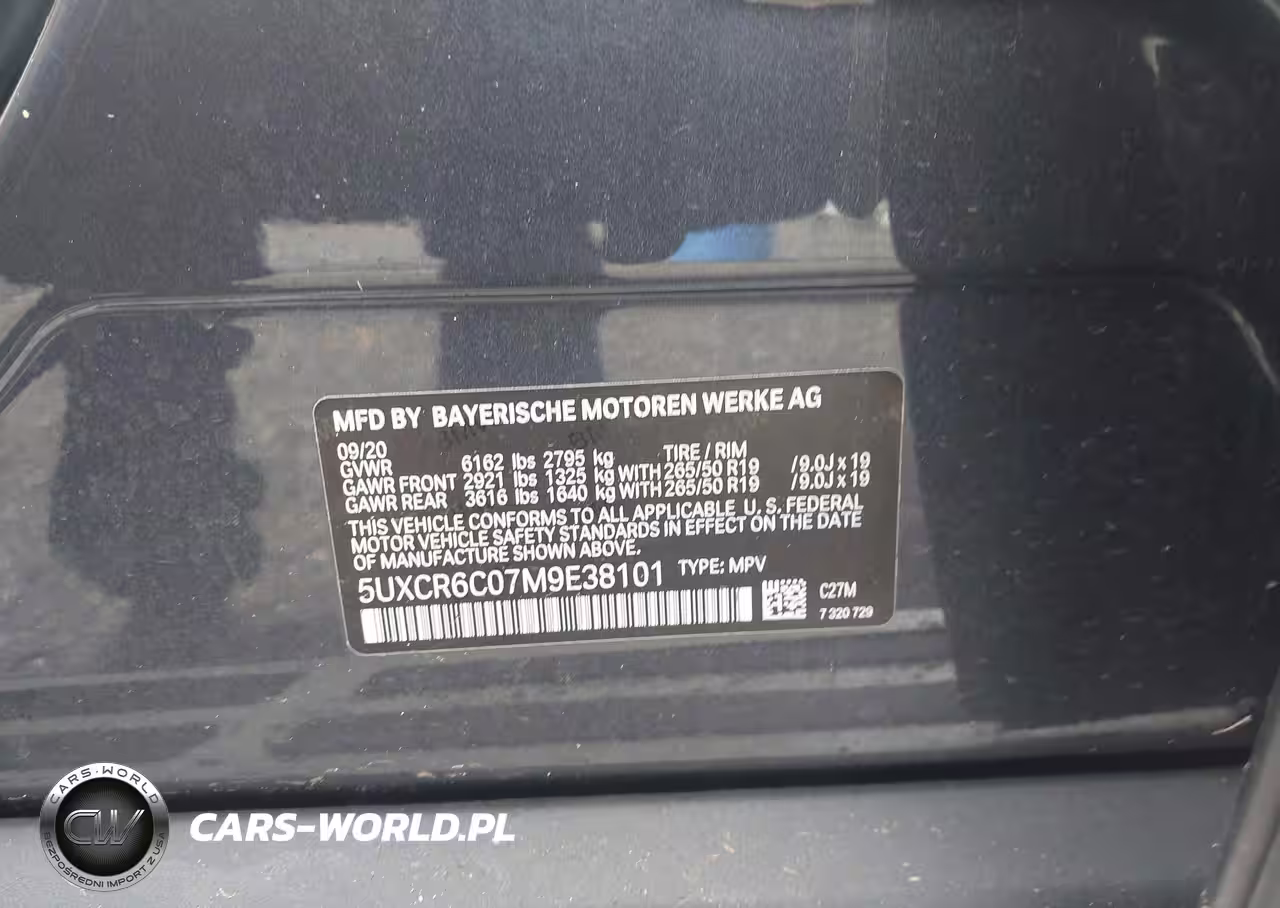 MFD BY BAYERISCHE MOTOREN WERKE AG
09/20 TIRE / RIM
GVWR 6162 lbs 2795 kg
GAWR FRONT 2921 lbs 1325 kg WITH 265/50 R19 /9.0J x 19
GAWR REAR 3616 lbs 1640 kg WITH 265/50 R19 /9.0J x 19
THIS VEHICLE CONFORMS TO ALL APPLICABLE U. S. FEDERAL
MOTOR VEHICLE SAFETY STANDARDS IN EFFECT ON THE DATE
OF MANUFACTURE SHOWN ABOVE.
5UXCR6C07M9E38101 TYPE: MPV
C27M
7 320 729
CARS-WORLD
CW
BEZPOŚREDNI IMPORT Z USA
CARS-WORLD.PL